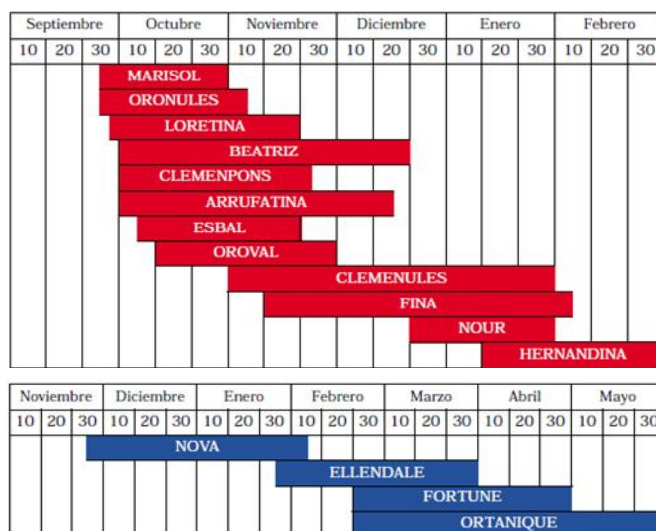 Septiembre Octubre Noviembre Diciembre Enero Febrero
10 20 30 10 20 30 10 20 30 10 20 30 10 20 30 10 20 30
MARISOL
ORONULES
LORETINA
BEATRIZ
CLEMENPONS
ARRUFATINA
ESBAL
OROVAL
CLEMENULES
FINA
NOUR
HERNANDINA
Noviembre Diciembre Enero Febrero Marzo Abril Mayo
10 20 30 10 20 30 10 20 30 10 20 30 10 20 30 10 20 30 10 20 30
NOVA
ELLENDALE
FORTUNE
ORTANIQUE